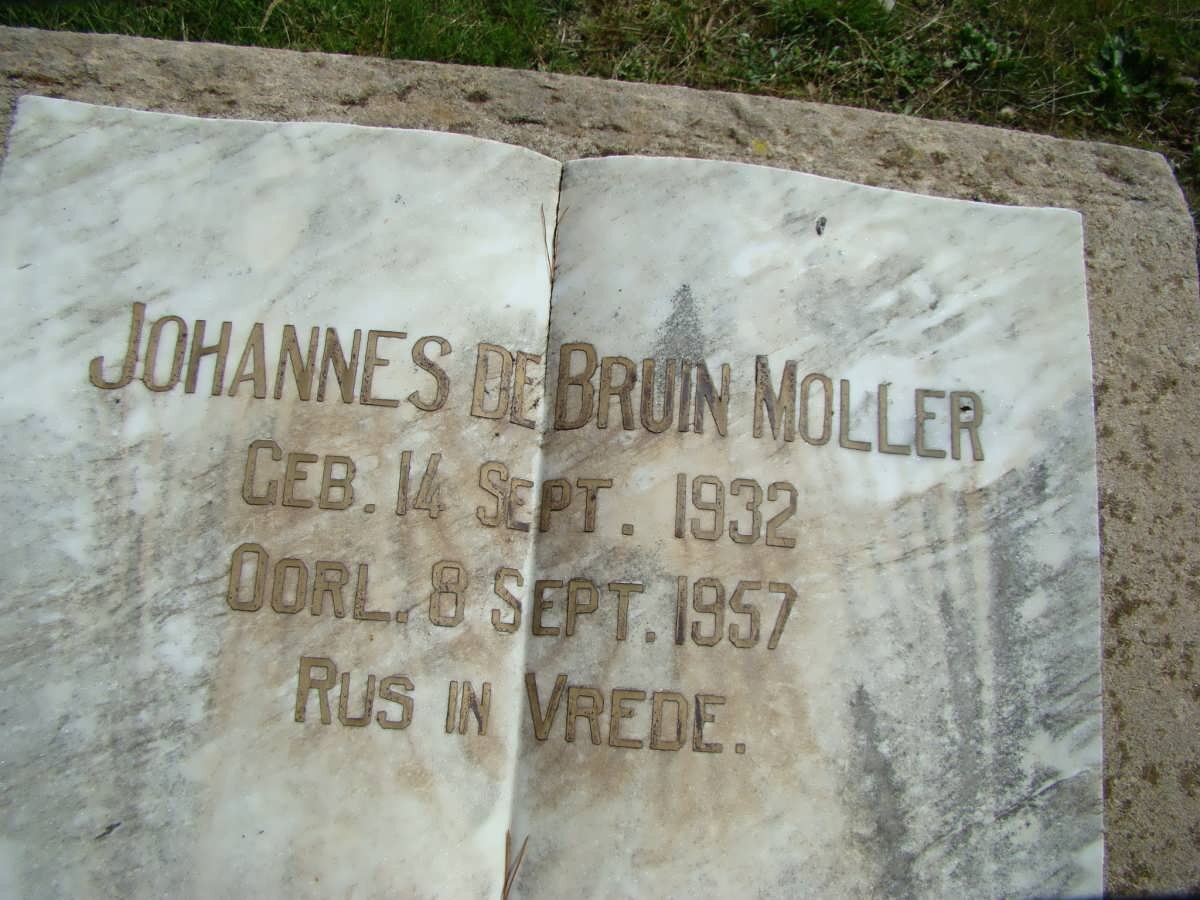 Johannes de Bruin Moller
Geb. 14 Sept. 1932
Oorl. 8 Sept. 1957
Rus in Vrede.